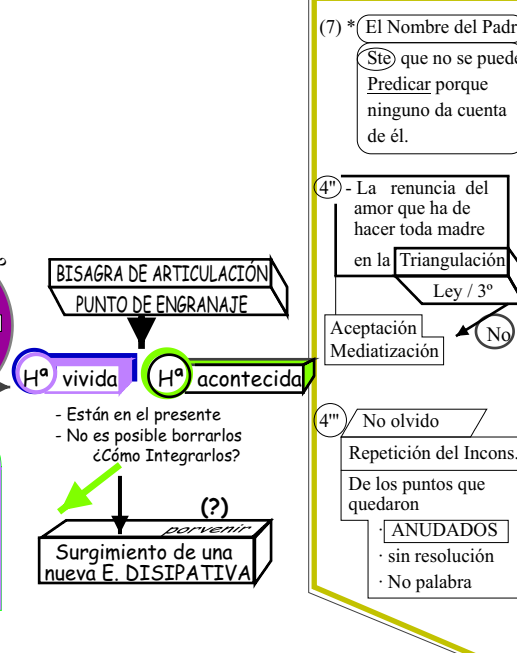 BISAGRA DE ARTICULACIÓN
PUNTO DE ENGRANAJE
Hª vivida
Hª acontecida
- Están en el presente
- No es posible borrarlos
¿Cómo Integrarlos?
(?)
porvenir
Surgimiento de una
nueva E. DISIPATIVA
(7) * El Nombre del Padr
Ste que no se puede
Predicar porque
ninguno da cuenta
de él.
4" - La renuncia del
amor que ha de
hacer toda madre
en la Triangulación
Ley / 3º
Aceptación
Mediatización
No
4"' No olvido
Repetición del Incons.
De los puntos que
quedaron
· ANUDADOS
· sin resolución
· No palabra